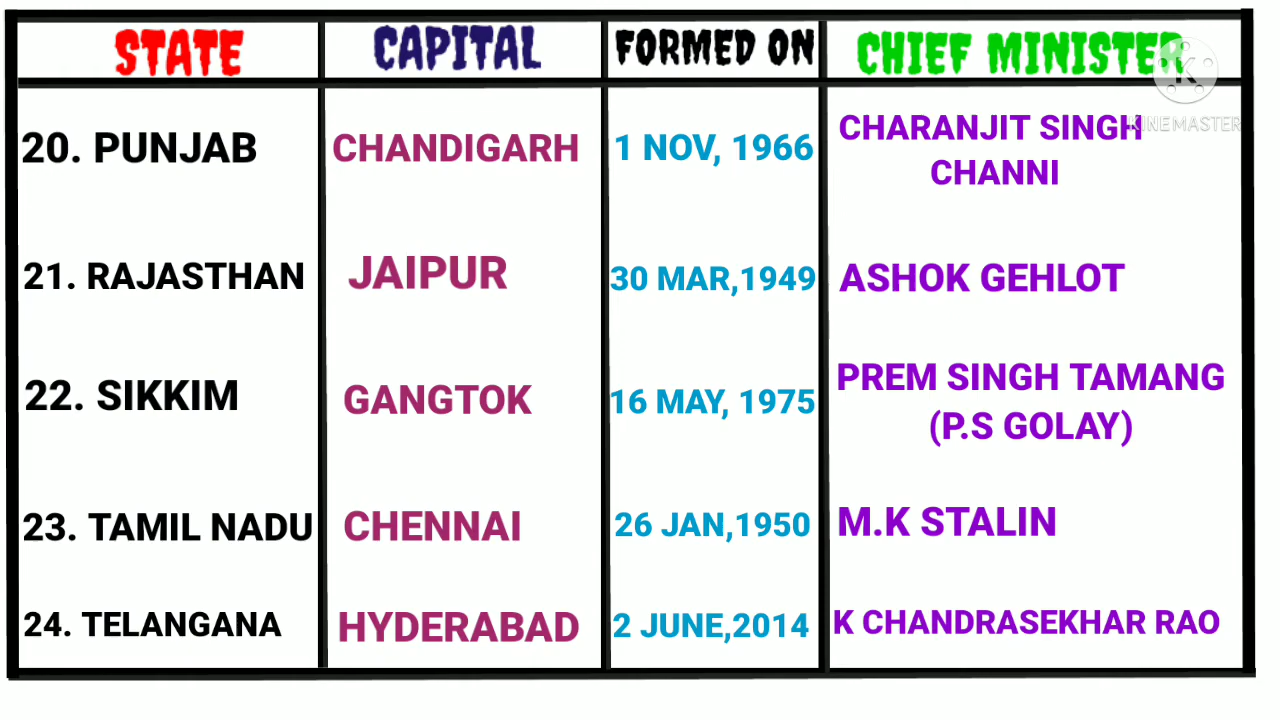 STATE CAPITAL FORMED ON CHIEF MINISTER
KINEMASTER
20. PUNJAB CHANDIGARH 1 NOV, 1966 CHARANJIT SINGH
CHANNI
21. RAJASTHAN JAIPUR 30 MAR,1949 ASHOK GEHLOT
22. SIKKIM GANGTOK 16 MAY, 1975 PREM SINGH TAMANG
(P.S GOLAY)
23. TAMIL NADU CHENNAI 26 JAN,1950 M.K STALIN
24. TELANGANA HYDERABAD 2 JUNE,2014 K CHANDRASEKHAR RAO